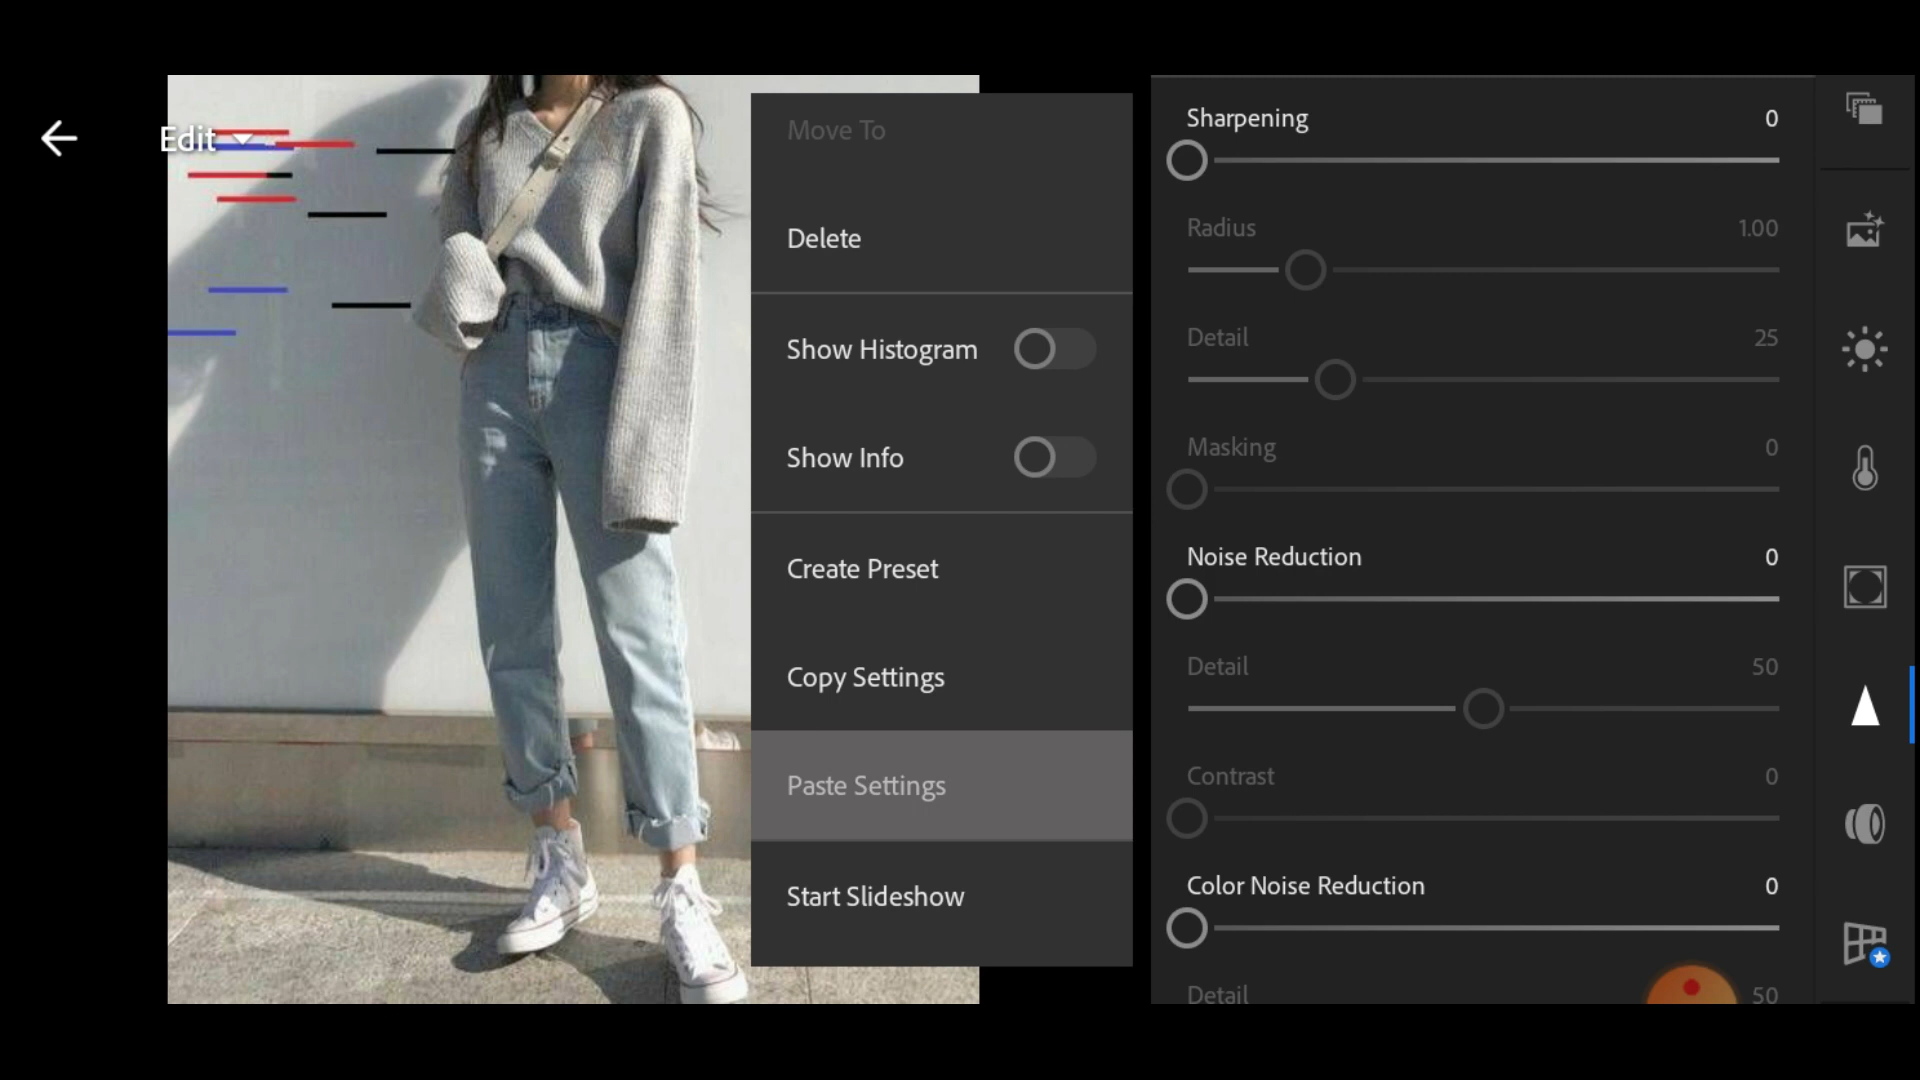 Edit
Move To
Delete
Show Histogram
Show Info
Create Preset
Copy Settings
Paste Settings
Start Slideshow
Sharpening 0
Radius 1.00
Detail 25
Masking 0
Noise Reduction 0
Detail 50
Contrast 0
Color Noise Reduction 0
Detail 50